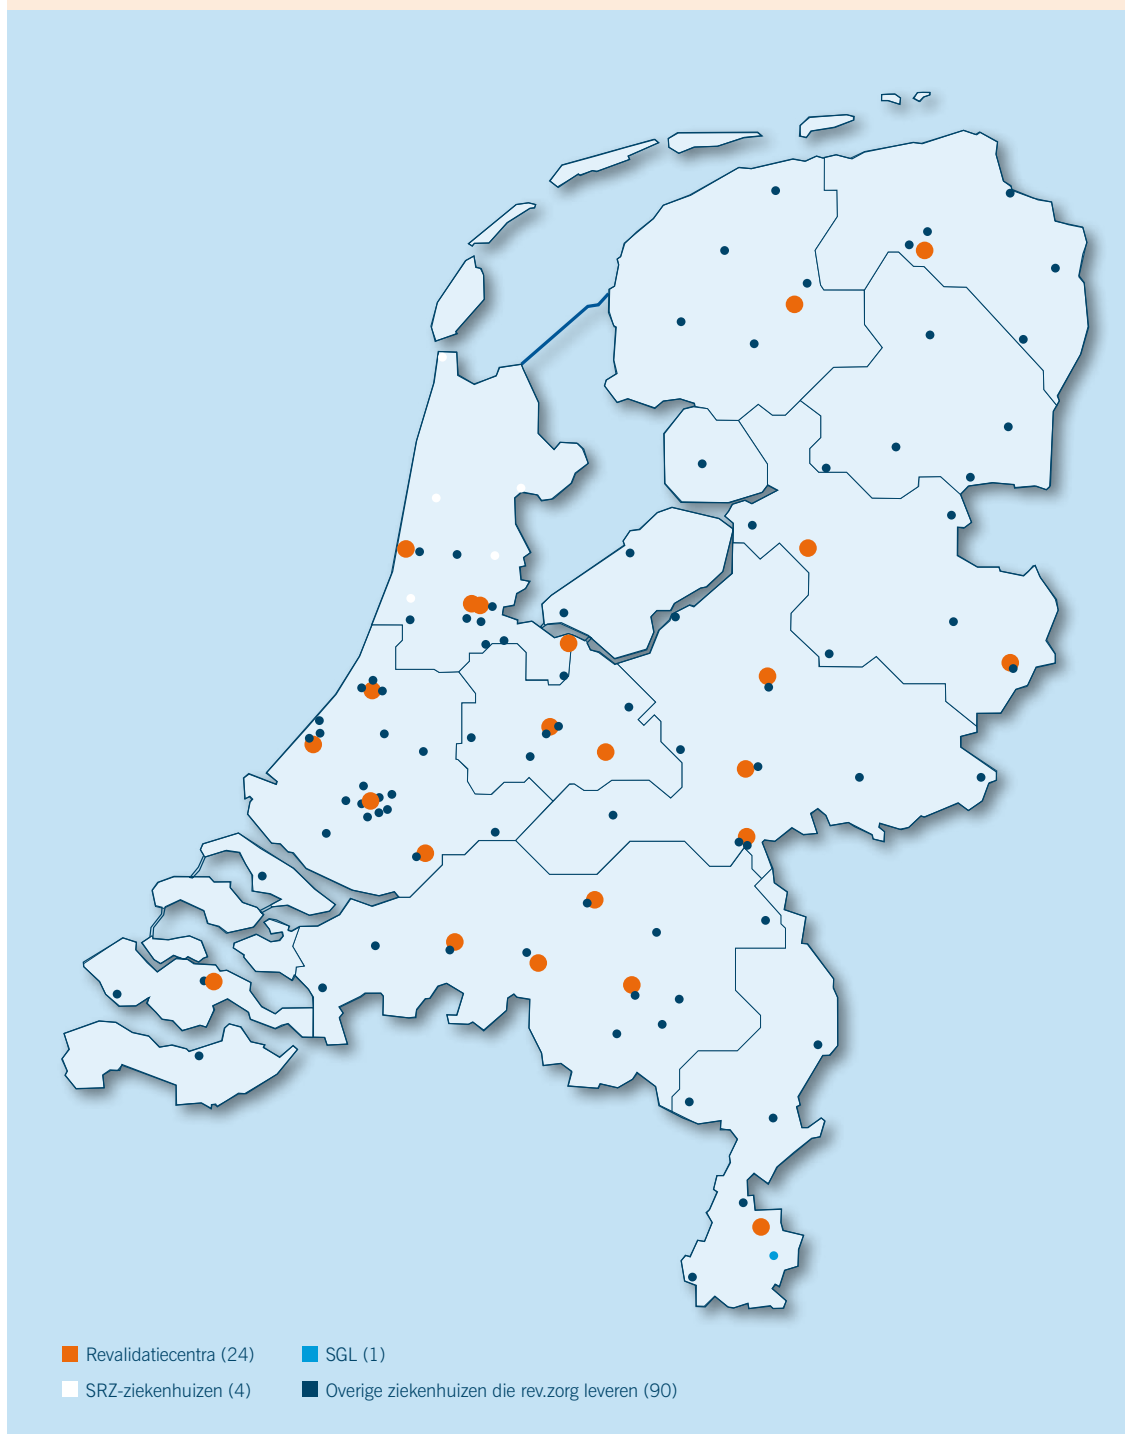 Revalidatiecentra (24)
SGL (1)
SRZ-ziekenhuizen (4)
Overige ziekenhuizen die rev.zorg leveren (90)